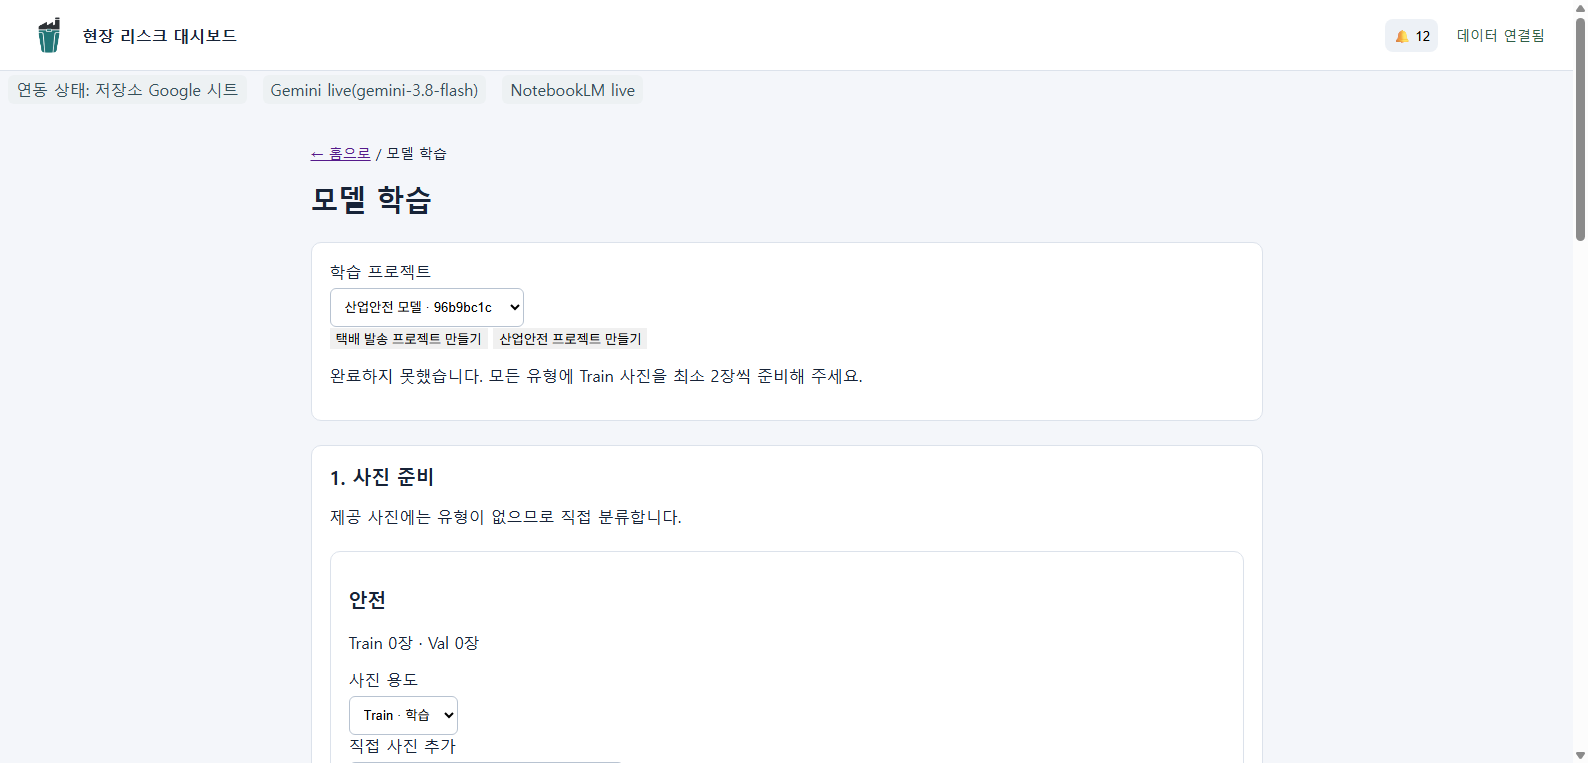 현장 리스크 대시보드
12
데이터 연결됨
연동 상태: 저장소 Google 시트
Gemini live(gemini-3.8-flash)
NotebookLM live
← 홈으로 / 모델 학습
모델 학습
학습 프로젝트
산업안전 모델 · 96b9bc1c
택배 발송 프로젝트 만들기
산업안전 프로젝트 만들기
완료하지 못했습니다. 모든 유형에 Train 사진을 최소 2장씩 준비해 주세요.
1. 사진 준비
제공 사진에는 유형이 없으므로 직접 분류합니다.
안전
Train 0장 · Val 0장
사진 용도
Train · 학습
직접 사진 추가